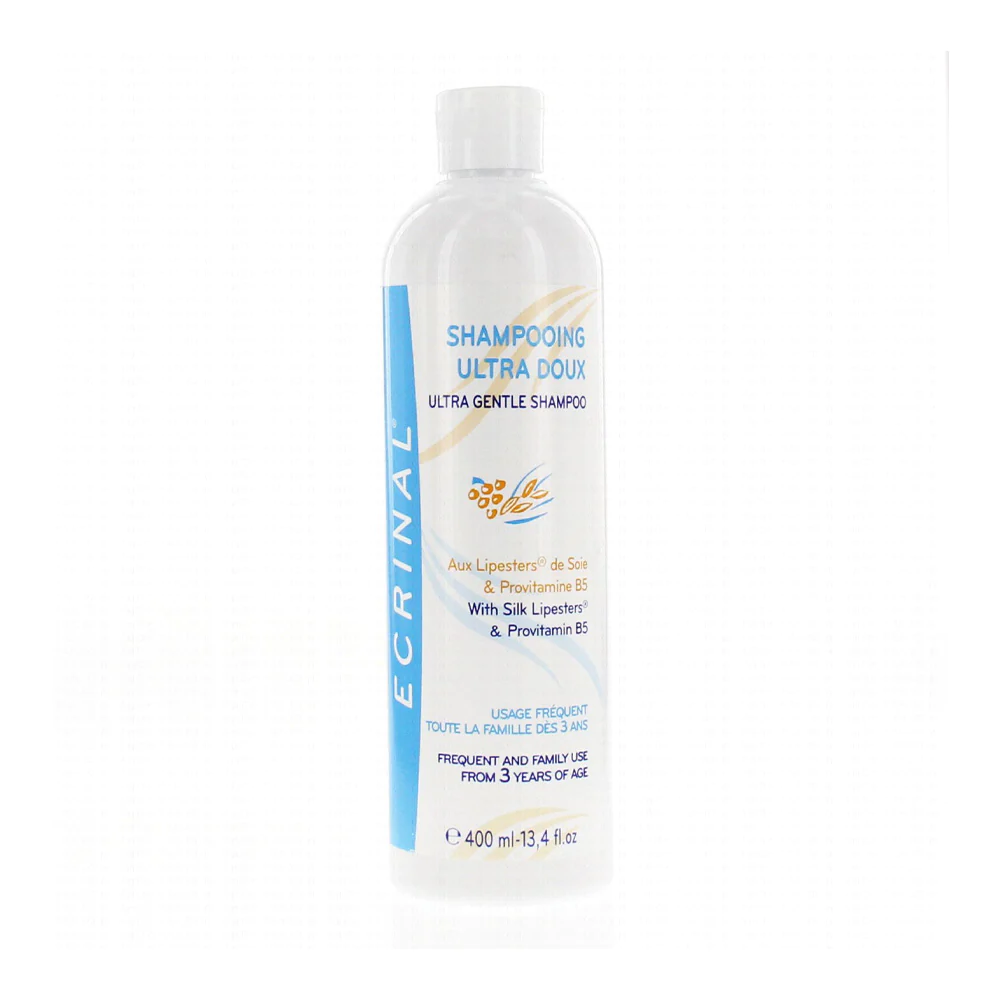 SHAMPOOING
ULTRA DOUX
ULTRA GENTLE SHAMPOO
ECRINAL®
Aux Lipesters® de Soie
& Provitamine B5
With Silk Lipesters®
& Provitamin B5
USAGE FRÉQUENT
TOUTE LA FAMILLE DÈS 3 ANS
FREQUENT AND FAMILY USE
FROM 3 YEARS OF AGE
℮ 400 ml-13,4 fl.oz